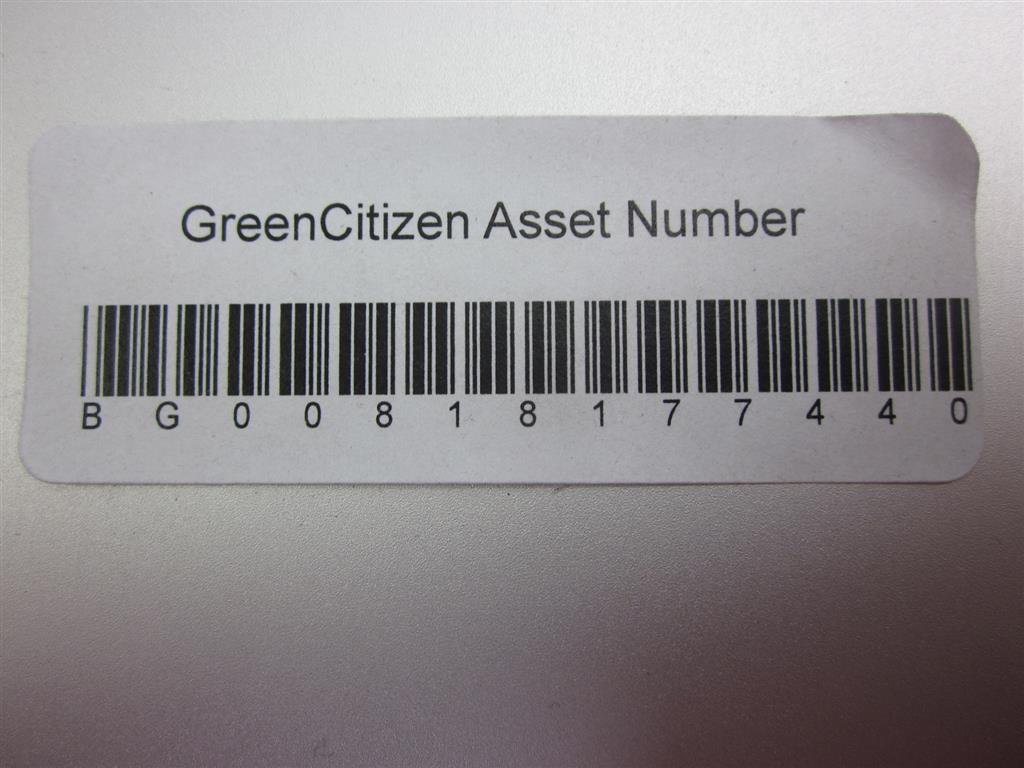 GreenCitizen Asset Number
B G 0 0 8 1 8 1 7 7 4 4 0